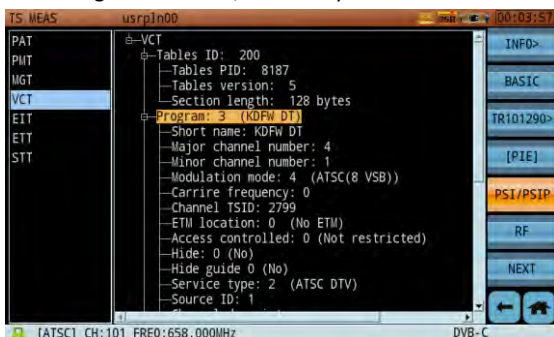 TS MEAS usrpIn00 00:03:57
PAT
PMT
MGT
VCT
EIT
ETT
STT
VCT
Tables ID: 200
Tables PID: 8187
Tables version: 5
Section length: 128 bytes
Program: 3 (KDFW DT)
Short name: KDFW DT
Major channel number: 4
Minor channel number: 1
Modulation mode: 4 (ATSC(8 VSB))
Carrire frequency: 0
Channel TSID: 2799
ETM location: 0 (No ETM)
Access controlled: 0 (Not restricted)
Hide: 0 (No)
Hide guide 0 (No)
Service type: 2 (ATSC DTV)
Source ID: 1
INFO>
BASIC
TR101290>
[PIE]
PSI/PSIP
RF
NEXT
[ATSC] CH:101 FREQ:658.000MHz DVB-C